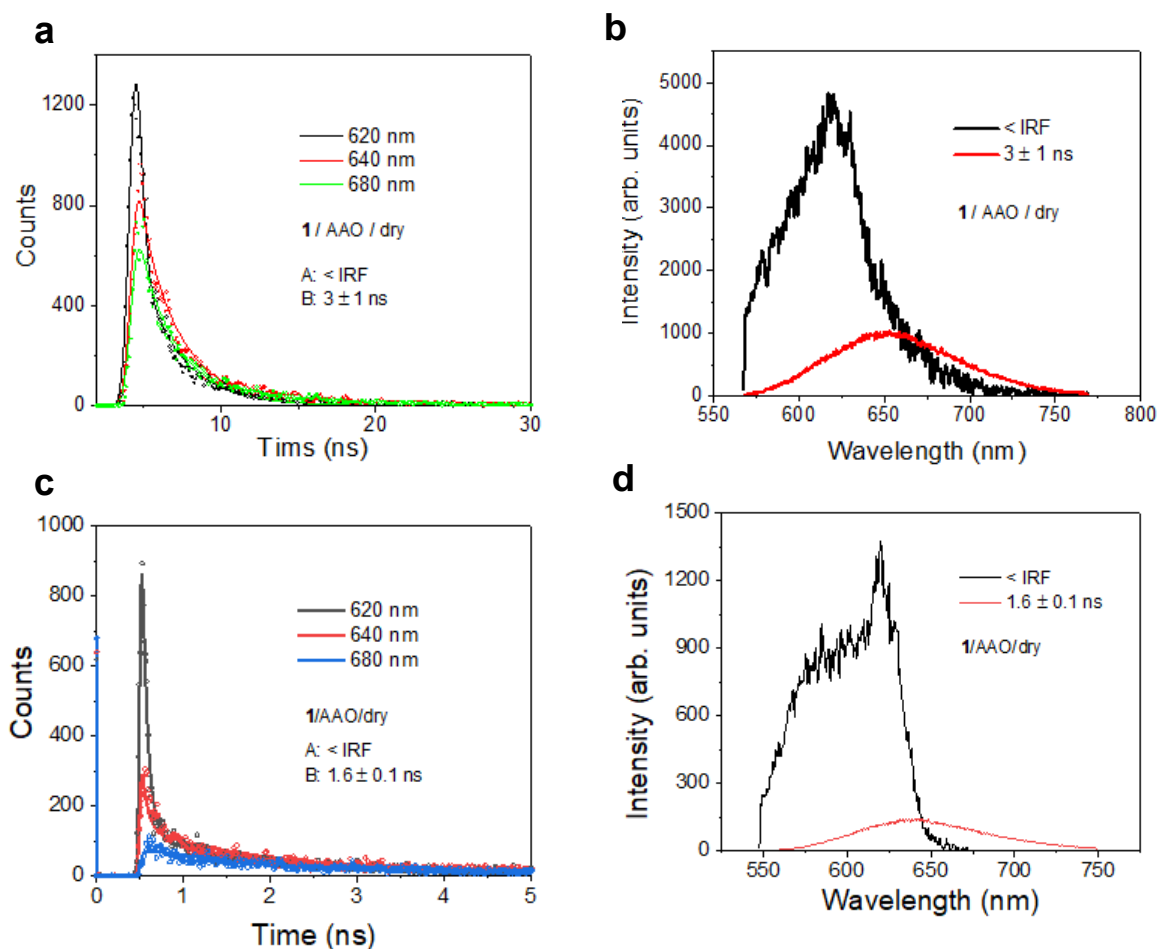 a
1200
800
400
0
Counts
620 nm
640 nm
680 nm
1 / AAO / dry
A: < IRF
B: 3 ± 1 ns
10
20
30
Tims (ns)
b
5000
4000
3000
2000
1000
0
Intensity (arb. units)
< IRF
3 ± 1 ns
1 / AAO / dry
550
600
650
700
750
800
Wavelength (nm)
c
1000
800
600
400
200
0
Counts
620 nm
640 nm
680 nm
1/AAO/dry
A: < IRF
B: 1.6 ± 0.1 ns
0
1
2
3
4
5
Time (ns)
d
1500
1200
900
600
300
0
Intensity (arb. units)
< IRF
1.6 ± 0.1 ns
1/AAO/dry
550
600
650
700
750
Wavelength (nm)